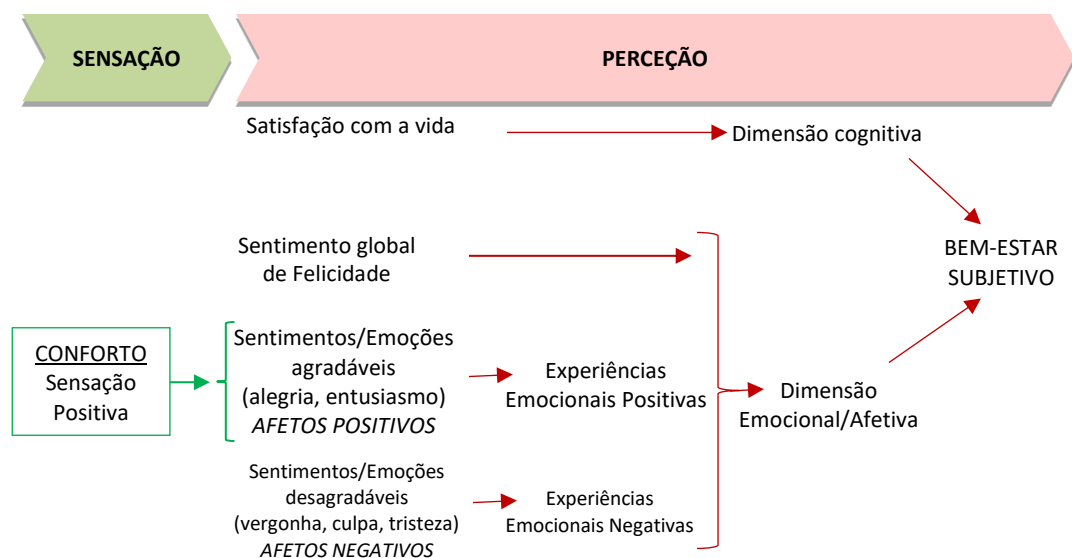 SENSAÇÃO
PERCEÇÃO
Satisfação com a vida
Dimensão cognitiva
Sentimento global
de Felicidade
BEM-ESTAR
SUBJETIVO
CONFORTO
Sensação
Positiva
Sentimentos/Emoções
agradáveis
(alegria, entusiasmo)
AFETOS POSITIVOS
Experiências
Emocionais Positivas
Dimensão
Emocional/Afetiva
Sentimentos/Emoções
desagradáveis
(vergonha, culpa, tristeza)
AFETOS NEGATIVOS
Experiências
Emocionais Negativas